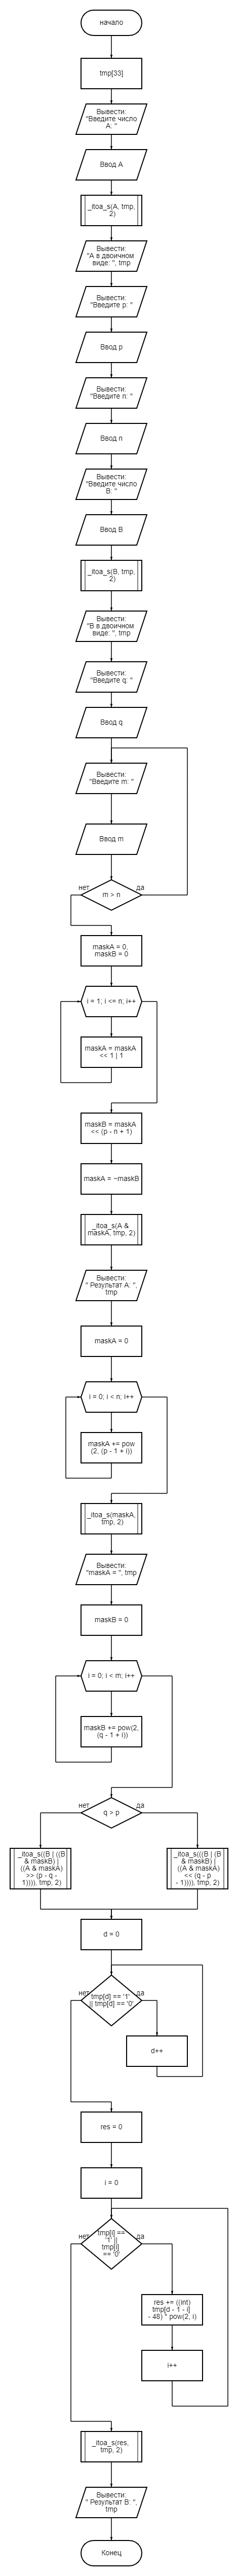 начало
tmp[33]
Вывести:
"Введите число
A: "
Ввод A
_itoa_s(A, tmp,
2)
Вывести:
"A в двоичном
виде: ", tmp
Вывести:
"Введите p: "
Ввод p
Вывести:
"Введите n: "
Ввод n
Вывести:
"Введите число
B: "
Ввод B
_itoa_s(B, tmp,
2)
Вывести:
"B в двоичном
виде: ", tmp
Вывести:
"Введите q: "
Ввод q
Вывести:
"Введите m: "
Ввод m
нет
m > n
да
maskA = 0,
maskB = 0
i = 1; i <= n; i++
maskA = maskA
<< 1 | 1
maskB = maskA
<< (p - n + 1)
maskA = ~maskB
_itoa_s(A &
maskA, tmp, 2)
Вывести:
" Результат A: ",
tmp
maskA = 0
i = 0; i < n; i++
maskA += pow
(2, (p - 1 + i))
_itoa_s(maskA,
tmp, 2)
Вывести:
"maskA = ", tmp
maskB = 0
i = 0; i < m; i++
maskB += pow(2,
(q - 1 + i))
нет
q > p
да
_itoa_s((B | ((B
& maskB) |
((A & maskA)
>> (p - q -
1)))), tmp, 2)
_itoa_s(((B | (B
& maskB) |
((A & maskA)
<< (q - p
- 1)))), tmp, 2)
d = 0
нет
tmp[d] == '1'
|| tmp[d] == '0'
да
d++
res = 0
i = 0
нет
tmp[i] ==
'1' ||
tmp[i]
== '0'
да
res += ((int)
tmp[d - 1 - i]
- 48) * pow(2, i)
i++
_itoa_s(res,
tmp, 2)
Вывести:
" Результат B: ",
tmp
Конец